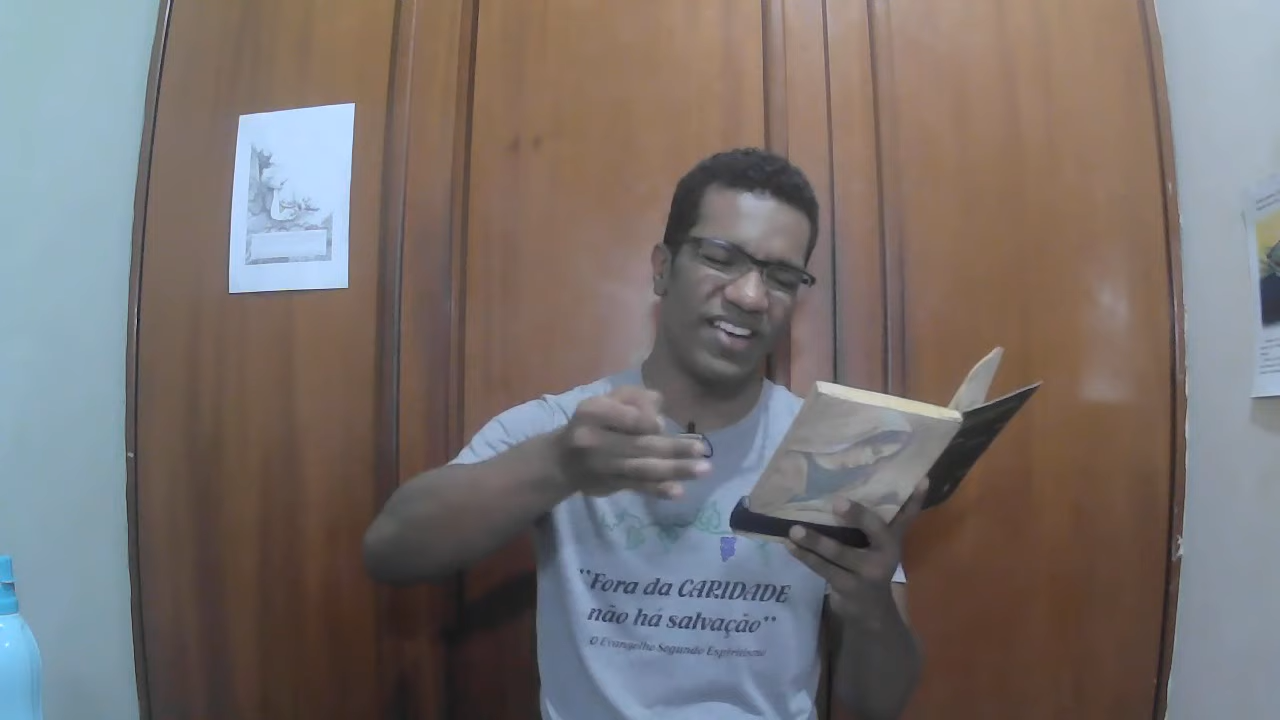 "Fora da CARIDADE
não há salvação"
O Evangelho Segundo Espiritismo